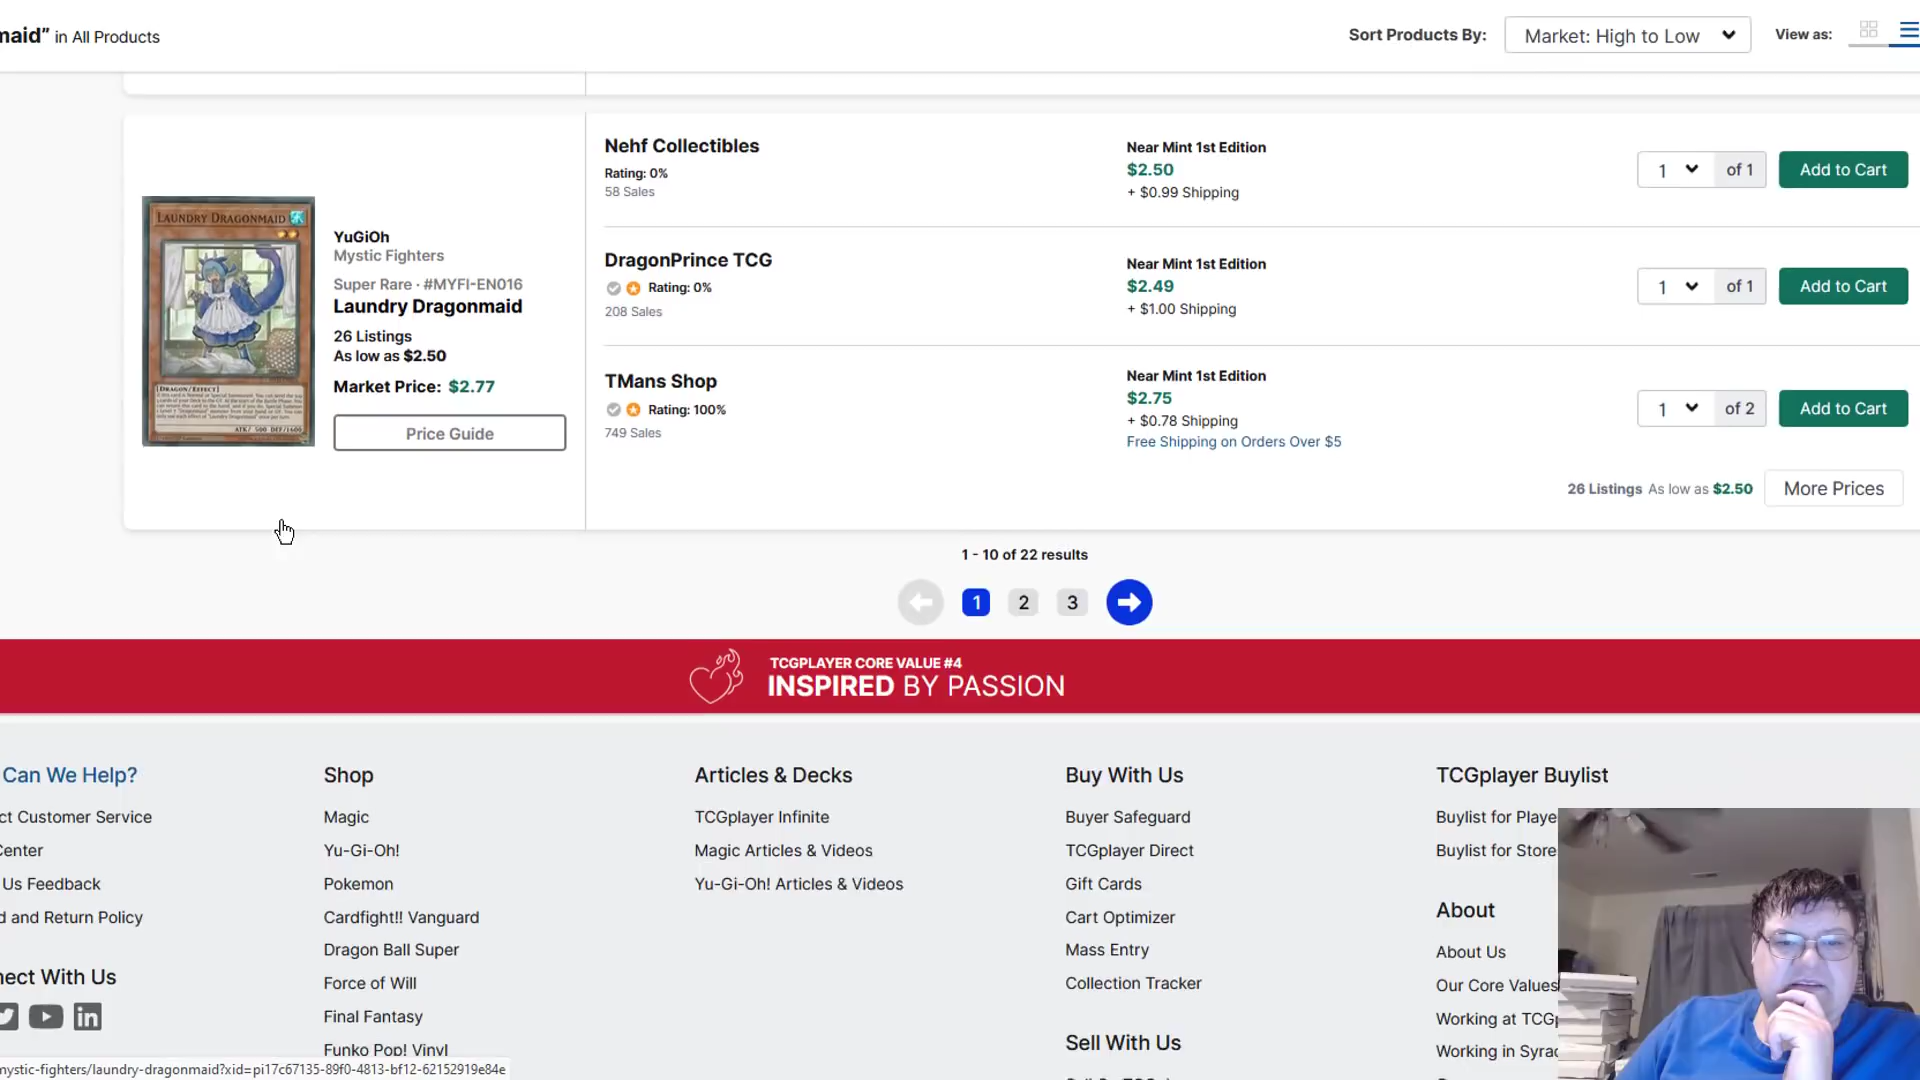 maid” in All Products
Sort Products By:
Market: High to Low
View as:
LAUNDRY DRAGONMAID
[DRAGON/EFFECT]
ATK/ 500 DEF/1600
YuGiOh
Mystic Fighters
Super Rare · #MYFI-EN016
Laundry Dragonmaid
26 Listings
As low as $2.50
Market Price: $2.77
Price Guide
Nehf Collectibles
Rating: 0%
58 Sales
Near Mint 1st Edition
$2.50
+ $0.99 Shipping
1 of 1
Add to Cart
DragonPrince TCG
Rating: 0%
208 Sales
Near Mint 1st Edition
$2.49
+ $1.00 Shipping
1 of 1
Add to Cart
TMans Shop
Rating: 100%
749 Sales
Near Mint 1st Edition
$2.75
+ $0.78 Shipping
Free Shipping on Orders Over $5
1 of 2
Add to Cart
26 Listings As low as $2.50
More Prices
1 - 10 of 22 results
1 2 3
TCGPLAYER CORE VALUE #4
INSPIRED BY PASSION
Can We Help?
ct Customer Service
Center
Us Feedback
d and Return Policy
nect With Us
in
Shop
Magic
Yu-Gi-Oh!
Pokemon
Cardfight!! Vanguard
Dragon Ball Super
Force of Will
Final Fantasy
Funko Pop! Vinyl
Articles & Decks
TCGplayer Infinite
Magic Articles & Videos
Yu-Gi-Oh! Articles & Videos
Buy With Us
Buyer Safeguard
TCGplayer Direct
Gift Cards
Cart Optimizer
Mass Entry
Collection Tracker
Sell With Us
TCGplayer Buylist
Buylist for Playe
Buylist for Store
About
About Us
Our Core Values
Working at TCGp
Working in Syrac
mystic-fighters/laundry-dragonmaid?xid=pi17c67135-89f0-4813-bf12-62152919e84e